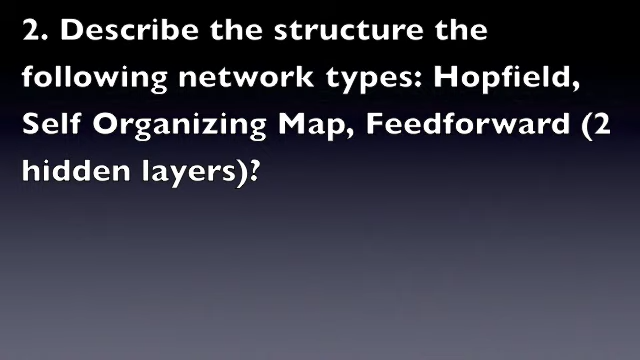 2. Describe the structure the
following network types: Hopfield,
Self Organizing Map, Feedforward (2
hidden layers)?